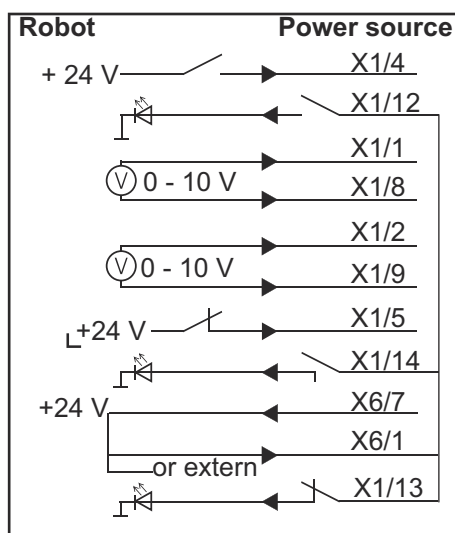 Robot Power source
+ 24 V X1/4
X1/12
X1/1
V 0 - 10 V
X1/8
X1/2
V 0 - 10 V
X1/9
+24 V X1/5
X1/14
+24 V X6/7
X6/1
or extern
X1/13